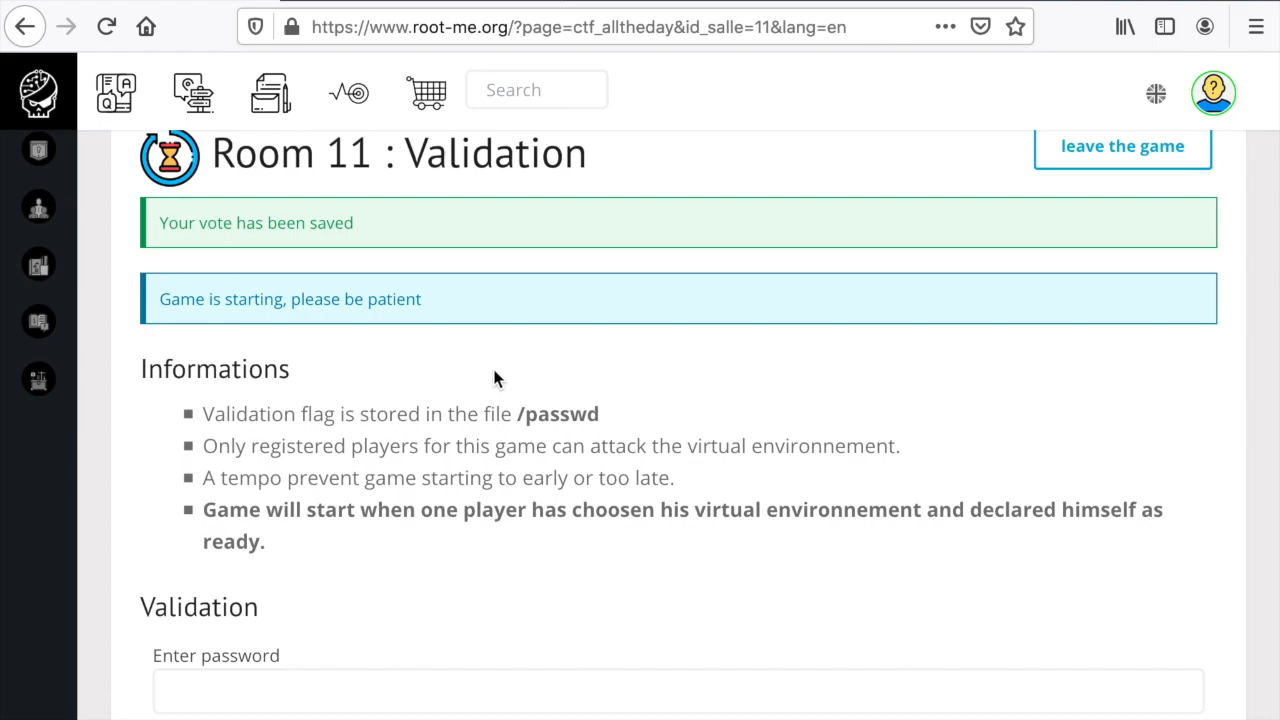 https://www.root-me.org/?page=ctf_alltheday&id_salle=11&lang=en
Search
Room 11 : Validation
leave the game
Your vote has been saved
Game is starting, please be patient
Informations
Validation flag is stored in the file /passwd
Only registered players for this game can attack the virtual environnement.
A tempo prevent game starting to early or too late.
Game will start when one player has choosen his virtual environnement and declared himself as
ready.
Validation
Enter password